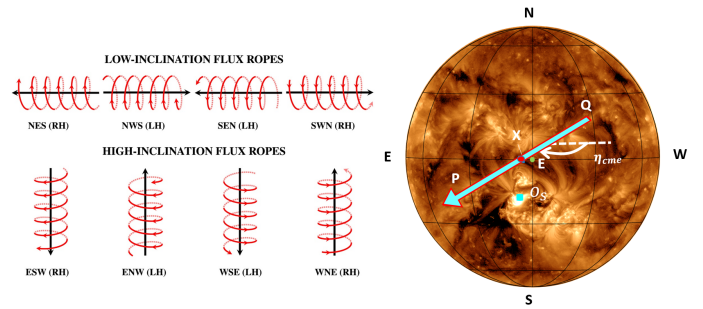 LOW-INCLINATION FLUX ROPES
NES (RH) NWS (LH) SEN (LH) SWN (RH)
HIGH-INCLINATION FLUX ROPES
ESW (RH) ENW (LH) WSE (LH) WNE (RH)
N
Q
X
E
E
W
η_cme
P
O_S
S